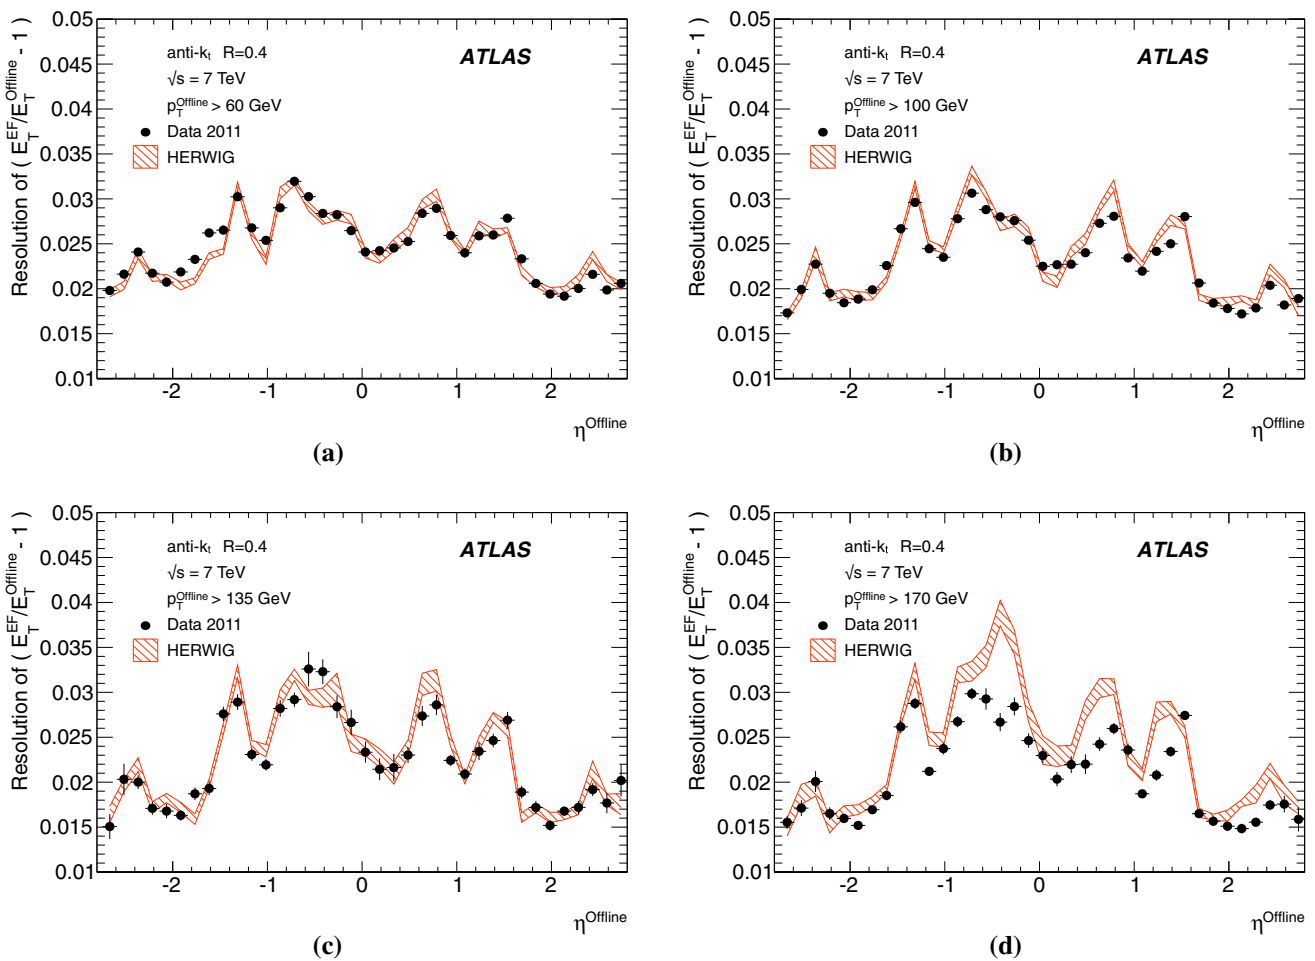 0.05
0.045
0.04
0.035
0.03
0.025
0.02
0.015
0.01
Resolution of ( E_T^EF/E_T^Offline - 1 )
anti-kₜ R=0.4
√s = 7 TeV
p_T^Offline > 60 GeV
Data 2011
HERWIG
ATLAS
-2 -1 0 1 2
η^Offline
(a)
0.05
0.045
0.04
0.035
0.03
0.025
0.02
0.015
0.01
Resolution of ( E_T^EF/E_T^Offline - 1 )
anti-kₜ R=0.4
√s = 7 TeV
p_T^Offline > 100 GeV
Data 2011
HERWIG
ATLAS
-2 -1 0 1 2
η^Offline
(b)
0.05
0.045
0.04
0.035
0.03
0.025
0.02
0.015
0.01
Resolution of ( E_T^EF/E_T^Offline - 1 )
anti-kₜ R=0.4
√s = 7 TeV
p_T^Offline > 135 GeV
Data 2011
HERWIG
ATLAS
-2 -1 0 1 2
η^Offline
(c)
0.05
0.045
0.04
0.035
0.03
0.025
0.02
0.015
0.01
Resolution of ( E_T^EF/E_T^Offline - 1 )
anti-kₜ R=0.4
√s = 7 TeV
p_T^Offline > 170 GeV
Data 2011
HERWIG
ATLAS
-2 -1 0 1 2
η^Offline
(d)